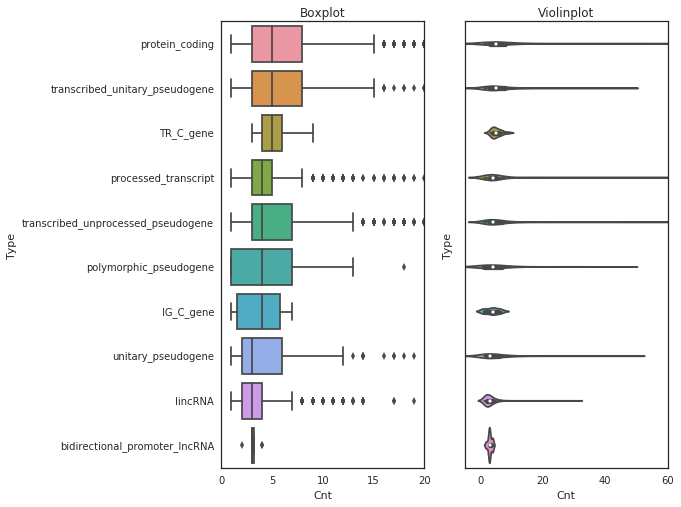 Boxplot
Violinplot
Type
protein_coding
transcribed_unitary_pseudogene
TR_C_gene
processed_transcript
transcribed_unprocessed_pseudogene
polymorphic_pseudogene
IG_C_gene
unitary_pseudogene
lincRNA
bidirectional_promoter_lncRNA
0 5 10 15 20
Cnt
Type
0 20 40 60
Cnt